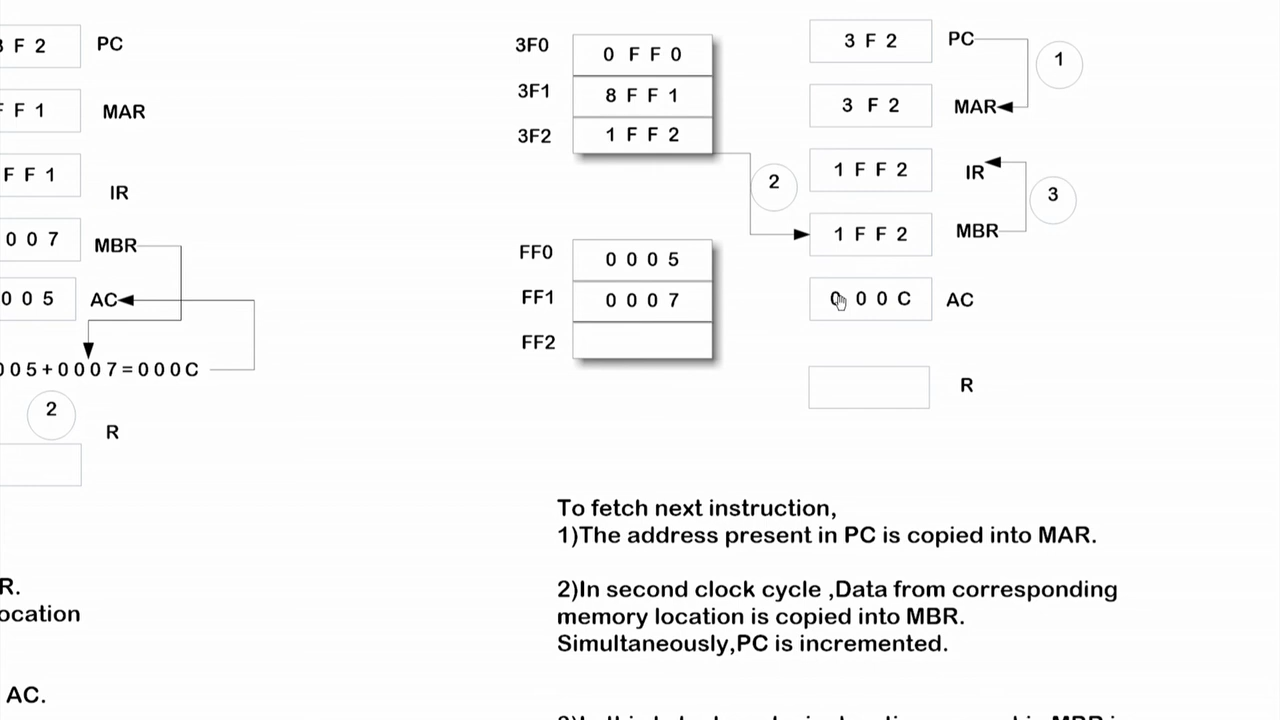 F 2 PC
F 1 MAR
F F 1
IR
0 0 7 MBR
0 0 5 AC
0 5 + 0 0 0 7 = 0 0 0 C
2
R
3F0 0 F F 0
3F1 8 F F 1
3F2 1 F F 2
2
FF0 0 0 0 5
FF1 0 0 0 7
FF2
3 F 2 PC
1
3 F 2 MAR
1 F F 2 IR
3
1 F F 2 MBR
0 0 0 C AC
R
R.
ocation
AC.
To fetch next instruction,
1)The address present in PC is copied into MAR.
2)In second clock cycle ,Data from corresponding
memory location is copied into MBR.
Simultaneously,PC is incremented.